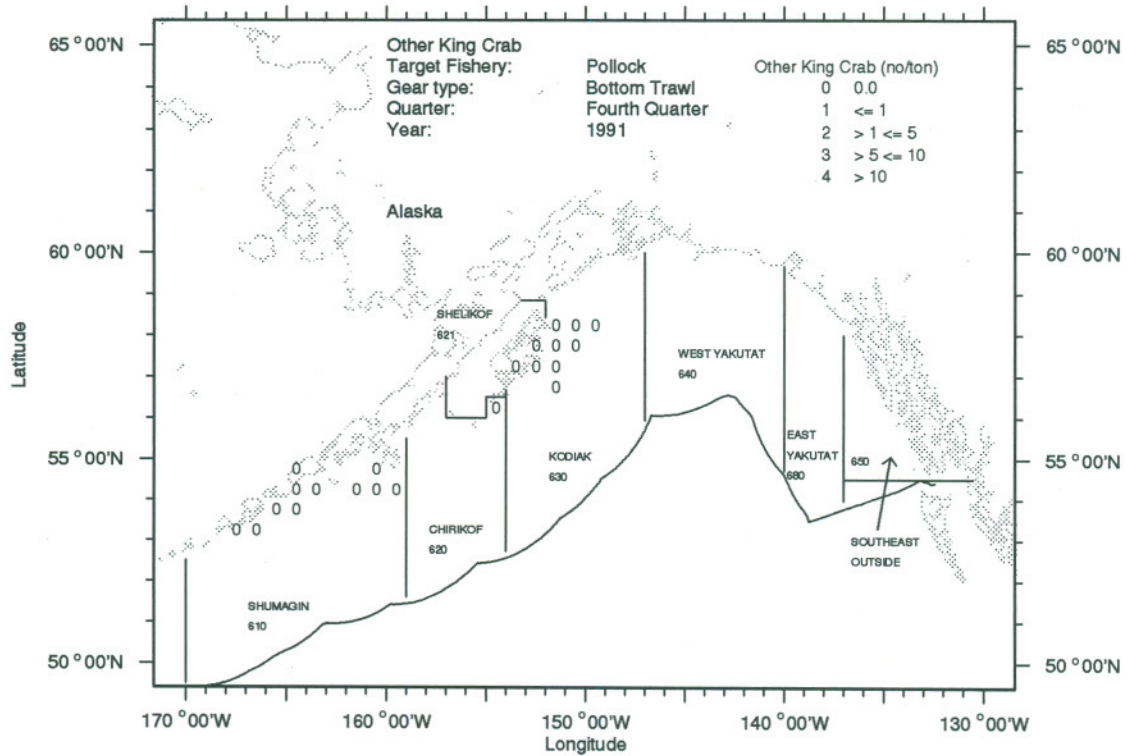 Other King Crab
Target Fishery: Pollock
Gear type: Bottom Trawl
Quarter: Fourth Quarter
Year: 1991
Other King Crab (no/ton)
0 0.0
1 <= 1
2 > 1 <= 5
3 > 5 <= 10
4 > 10
65 °00'N
65 °00'N
Alaska
60 °00'N
60 °00'N
SHELIKOF
621
0 0 0
0 0 0
0 0 0 0
0
0
WEST YAKUTAT
640
Latitude
55 °00'N
55 °00'N
EAST
YAKUTAT
680
650
KODIAK
630
0 0
0 0 0 0 0
0 0
0 0
CHIRIKOF
620
SOUTHEAST
OUTSIDE
SHUMAGIN
610
50 °00'N
50 °00'N
170 °00'W 160 °00'W 150 °00'W 140 °00'W 130 °00'W
Longitude